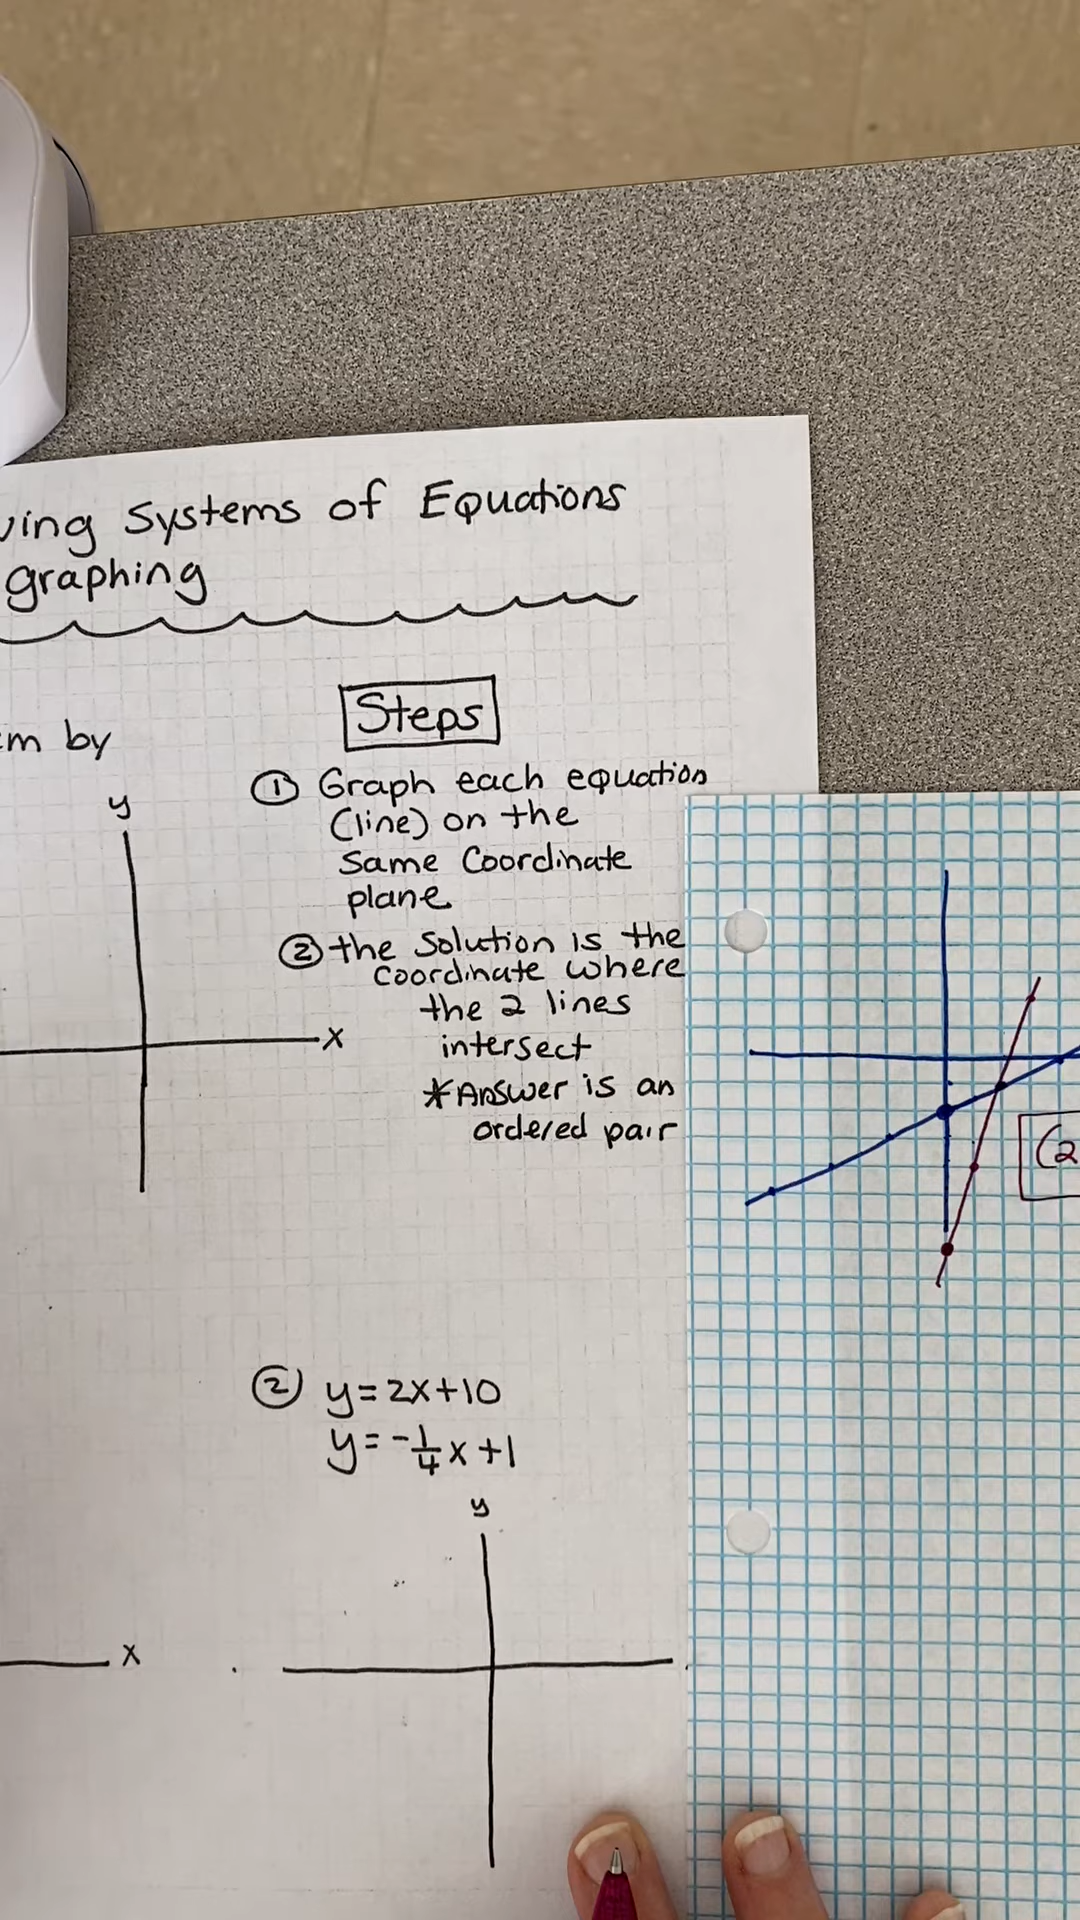 Systems of Equations
graphing
Steps
by
① Graph each equation
(line) on the
Same Coordinate
plane
② the Solution is the
coordinate where
the 2 lines
intersect
*Answer is an
ordered pair
y
x
(2
② y=2x+10
y=-1/4x+1
y
x